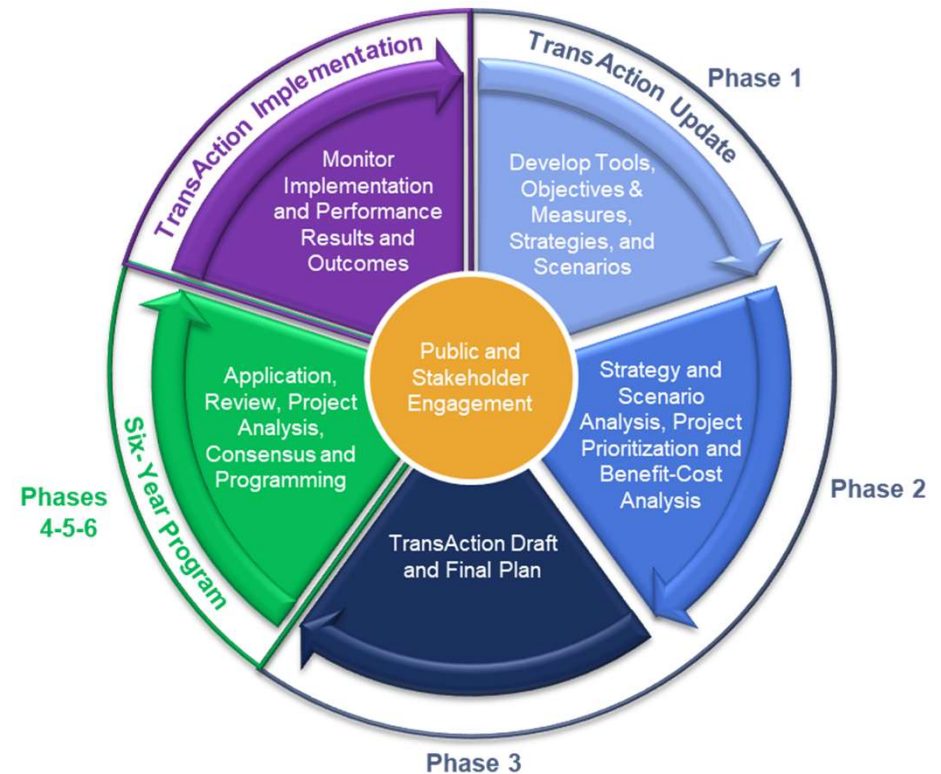 TransAction Implementation
TransAction Update
Phase 1
Monitor
Implementation
and Performance
Results and
Outcomes
Develop Tools,
Objectives &
Measures,
Strategies, and
Scenarios
Public and
Stakeholder
Engagement
Application,
Review, Project
Analysis,
Consensus and
Programming
Strategy and
Scenario
Analysis, Project
Prioritization and
Benefit-Cost
Analysis
Phases
4-5-6
Six-Year Program
Phase 2
TransAction Draft
and Final Plan
Phase 3